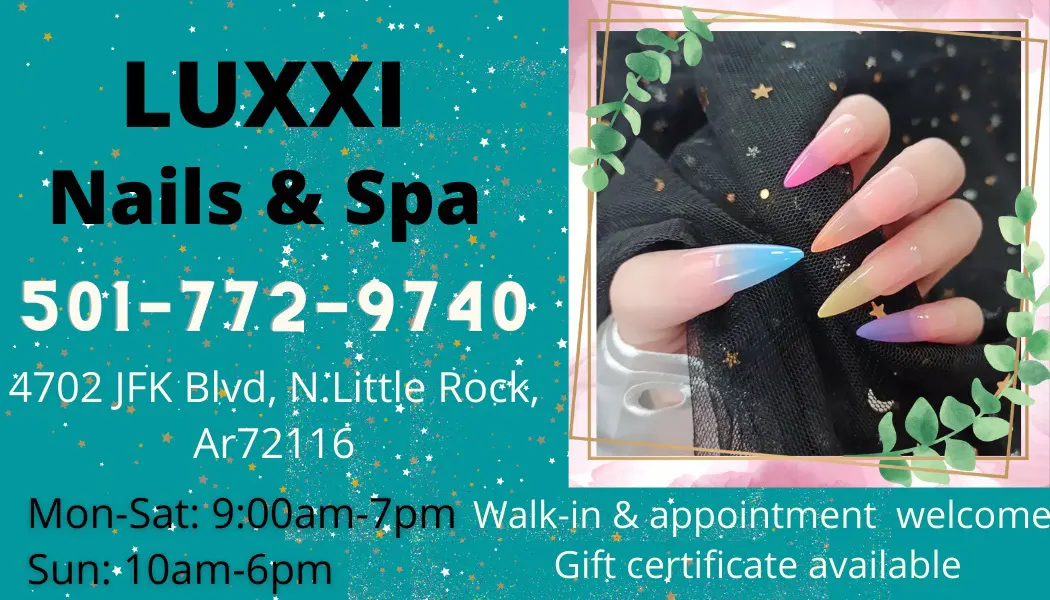 LUXXI
Nails & Spa
501-772-9740
4702 JFK Blvd, N.Little Rock,
Ar72116
Mon-Sat: 9:00am-7pm
Sun: 10am-6pm
Walk-in & appointment welcome
Gift certificate available